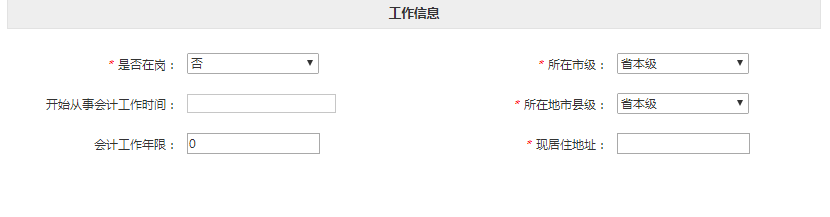 工作信息
* 是否在岗： 否 * 所在市级： 省本级
开始从事会计工作时间： * 所在地市县级： 省本级
会计工作年限： 0 * 现居住地址：